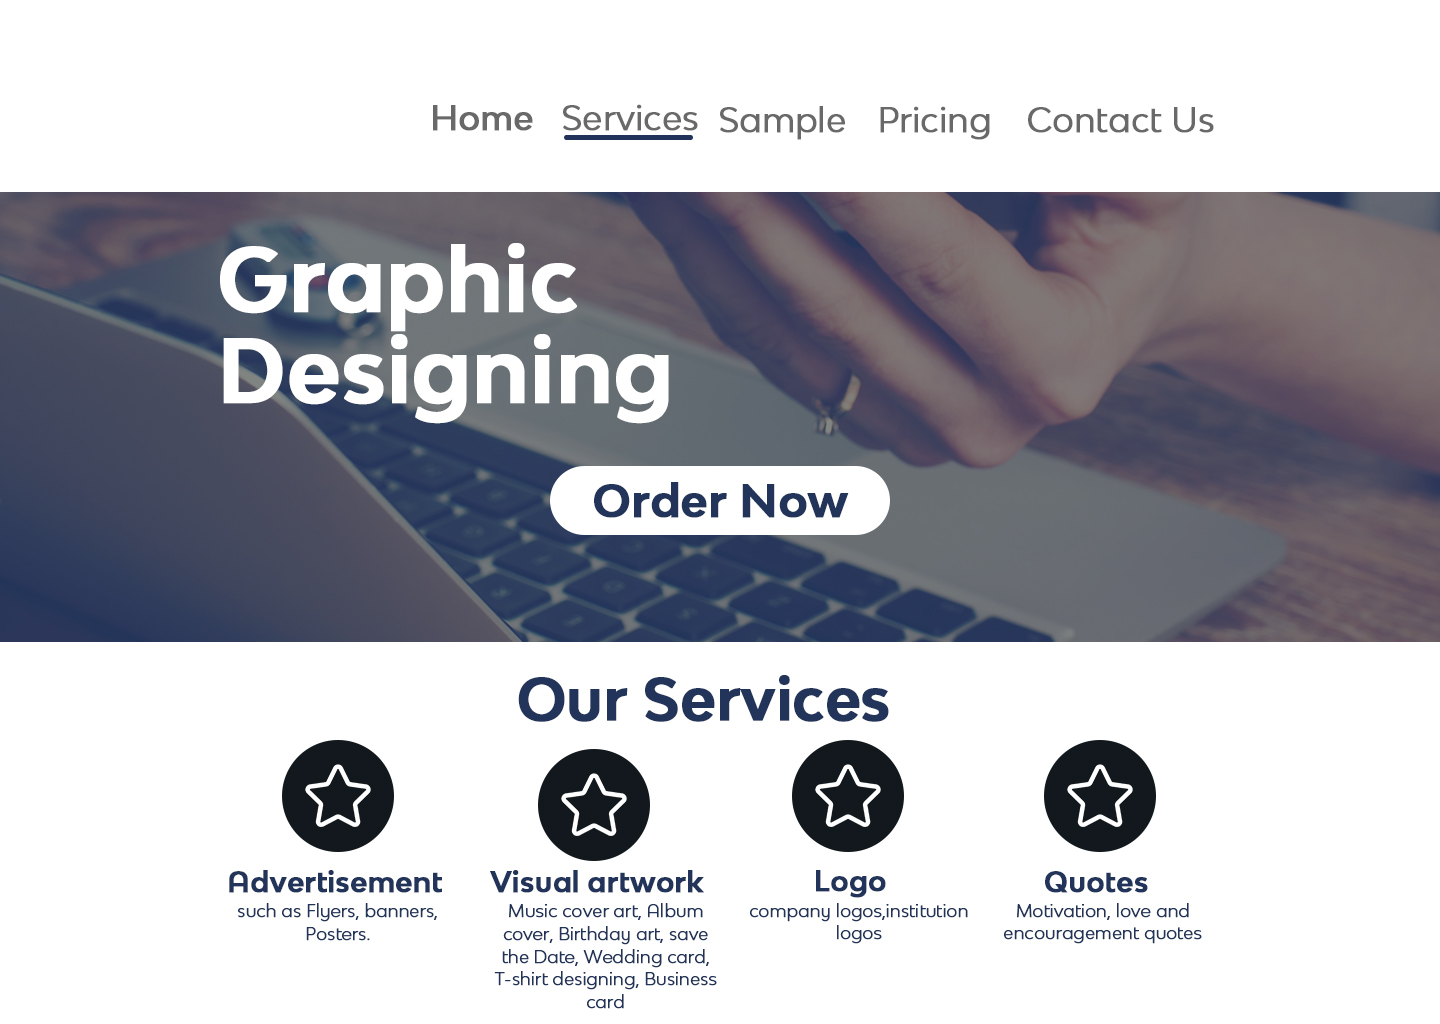 Home Services Sample Pricing Contact Us
Graphic
Designing
Order Now
Our Services
Advertisement
such as Flyers, banners,
Posters.
Visual artwork
Music cover art, Album
cover, Birthday art, save
the Date, Wedding card,
T-shirt designing, Business
card
Logo
company logos,institution
logos
Quotes
Motivation, love and
encouragement quotes